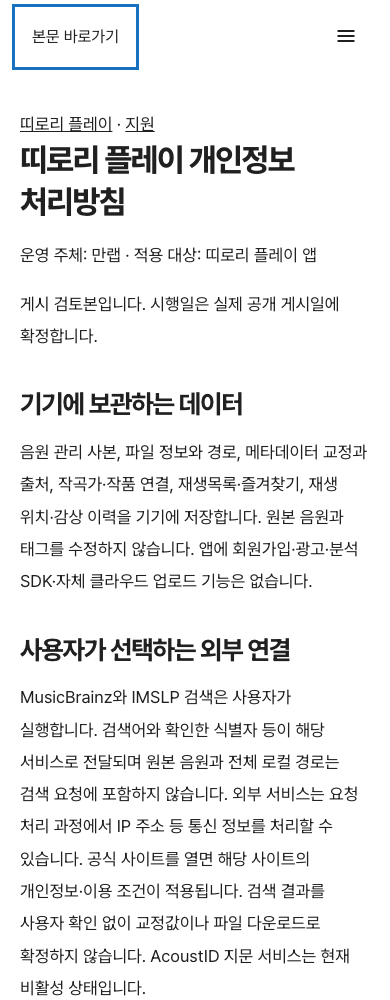 본문 바로가기
띠로리 플레이 · 지원
띠로리 플레이 개인정보
처리방침
운영 주체: 만랩 · 적용 대상: 띠로리 플레이 앱
게시 검토본입니다. 시행일은 실제 공개 게시일에
확정합니다.
기기에 보관하는 데이터
음원 관리 사본, 파일 정보와 경로, 메타데이터 교정과
출처, 작곡가·작품 연결, 재생목록·즐겨찾기, 재생
위치·감상 이력을 기기에 저장합니다. 원본 음원과
태그를 수정하지 않습니다. 앱에 회원가입·광고·분석
SDK·자체 클라우드 업로드 기능은 없습니다.
사용자가 선택하는 외부 연결
MusicBrainz와 IMSLP 검색은 사용자가
실행합니다. 검색어와 확인한 식별자 등이 해당
서비스로 전달되며 원본 음원과 전체 로컬 경로는
검색 요청에 포함하지 않습니다. 외부 서비스는 요청
처리 과정에서 IP 주소 등 통신 정보를 처리할 수
있습니다. 공식 사이트를 열면 해당 사이트의
개인정보·이용 조건이 적용됩니다. 검색 결과를
사용자 확인 없이 교정값이나 파일 다운로드로
확정하지 않습니다. AcoustID 지문 서비스는 현재
비활성 상태입니다.